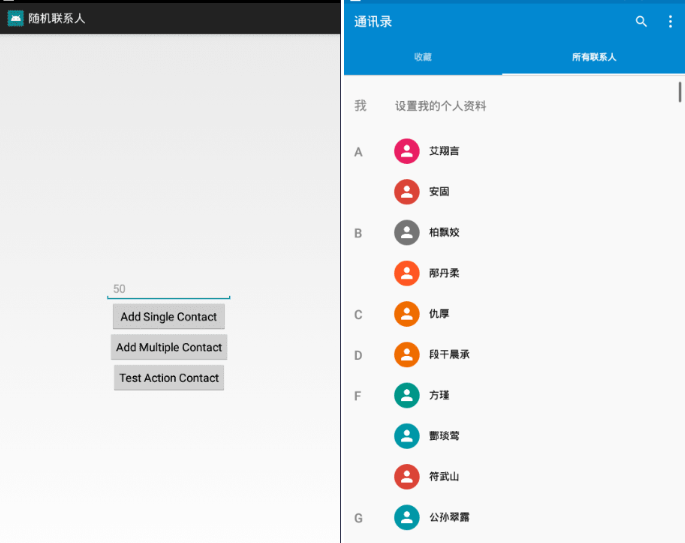 随机联系人
50
Add Single Contact
Add Multiple Contact
Test Action Contact
通讯录
收藏
所有联系人
我 设置我的个人资料
A 艾翔言
安固
B 柏飘姣
邴丹柔
C 仇厚
D 段干晨承
F 方瑾
酆琰莺
符武山
G 公孙翠露